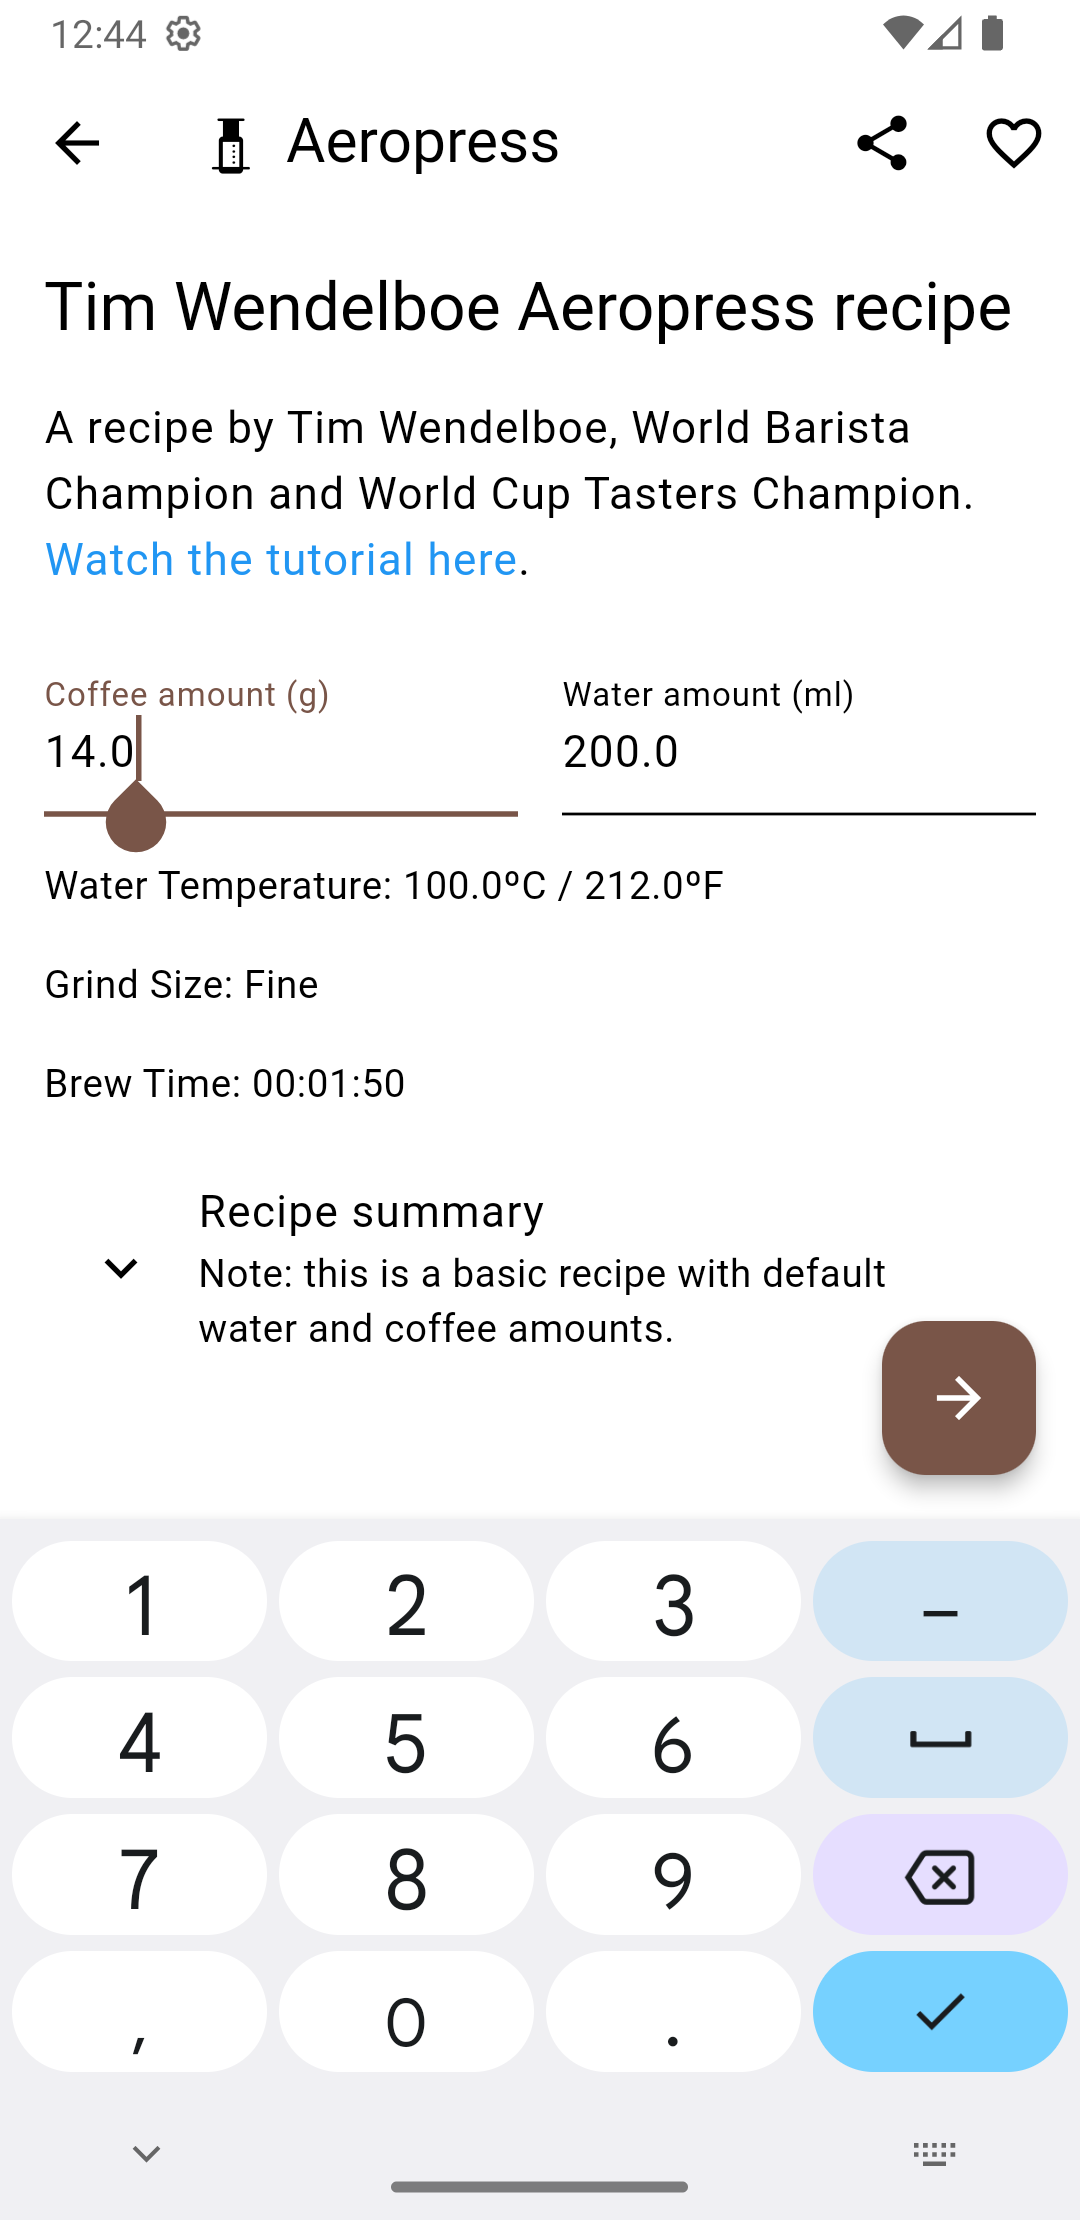 12:44
Aeropress
Tim Wendelboe Aeropress recipe
A recipe by Tim Wendelboe, World Barista
Champion and World Cup Tasters Champion.
Watch the tutorial here.
Coffee amount (g)
Water amount (ml)
14.0
200.0
Water Temperature: 100.0ºC / 212.0ºF
Grind Size: Fine
Brew Time: 00:01:50
Recipe summary
Note: this is a basic recipe with default
water and coffee amounts.
1 2 3 –
4 5 6
7 8 9
, 0 .